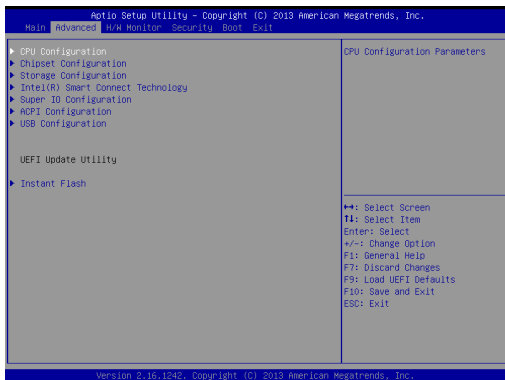 Aptio Setup Utility – Copyright (C) 2013 American Megatrends, Inc.
Main Advanced H/W Monitor Security Boot Exit
CPU Configuration
Chipset Configuration
Storage Configuration
Intel(R) Smart Connect Technology
Super IO Configuration
ACPI Configuration
USB Configuration
UEFI Update Utility
Instant Flash
CPU Configuration Parameters
↔: Select Screen
↑↓: Select Item
Enter: Select
+/-: Change Option
F1: General Help
F7: Discard Changes
F9: Load UEFI Defaults
F10: Save and Exit
ESC: Exit
Version 2.16.1242. Copyright (C) 2013 American Megatrends, Inc.